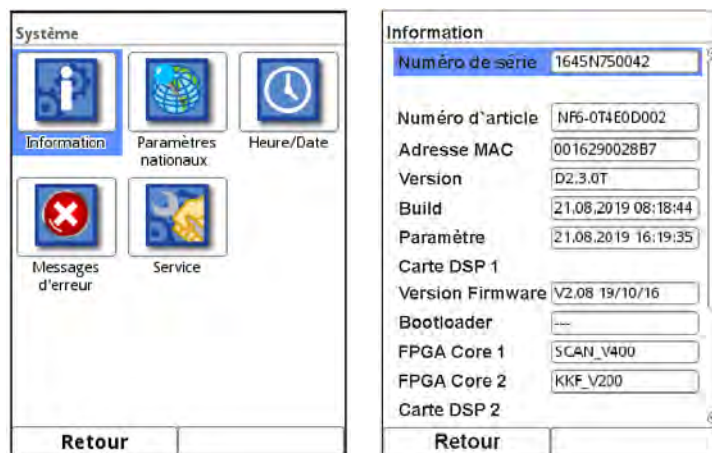 Système
Information
Paramètres
nationaux
Heure/Date
Messages
d'erreur
Service
Retour
Information
Numéro de série 1645N750042
Numéro d`article NF6-0T4E0D002
Adresse MAC 0016290028B7
Version D2.3.0T
Build 21.08.2019 08:18:44
Paramètre 21.08.2019 16:19:35
Carte DSP 1
Version Firmware V2.08 19/10/16
Bootloader ---
FPGA Core 1 SCAN_V400
FPGA Core 2 KKF_V200
Carte DSP 2
Retour